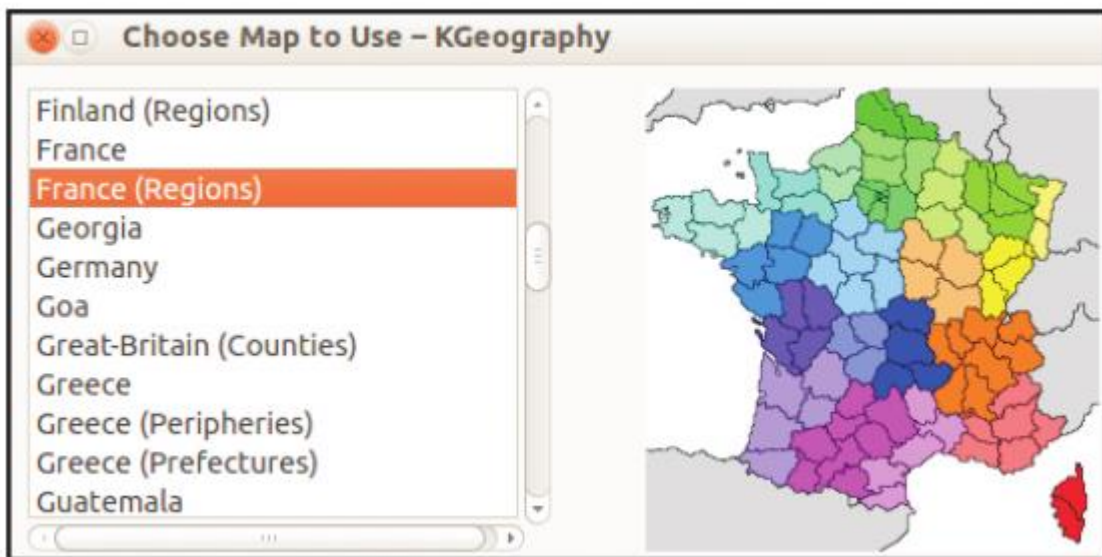 Choose Map to Use – KGeography
Finland (Regions)
France
France (Regions)
Georgia
Germany
Goa
Great-Britain (Counties)
Greece
Greece (Peripheries)
Greece (Prefectures)
Guatemala